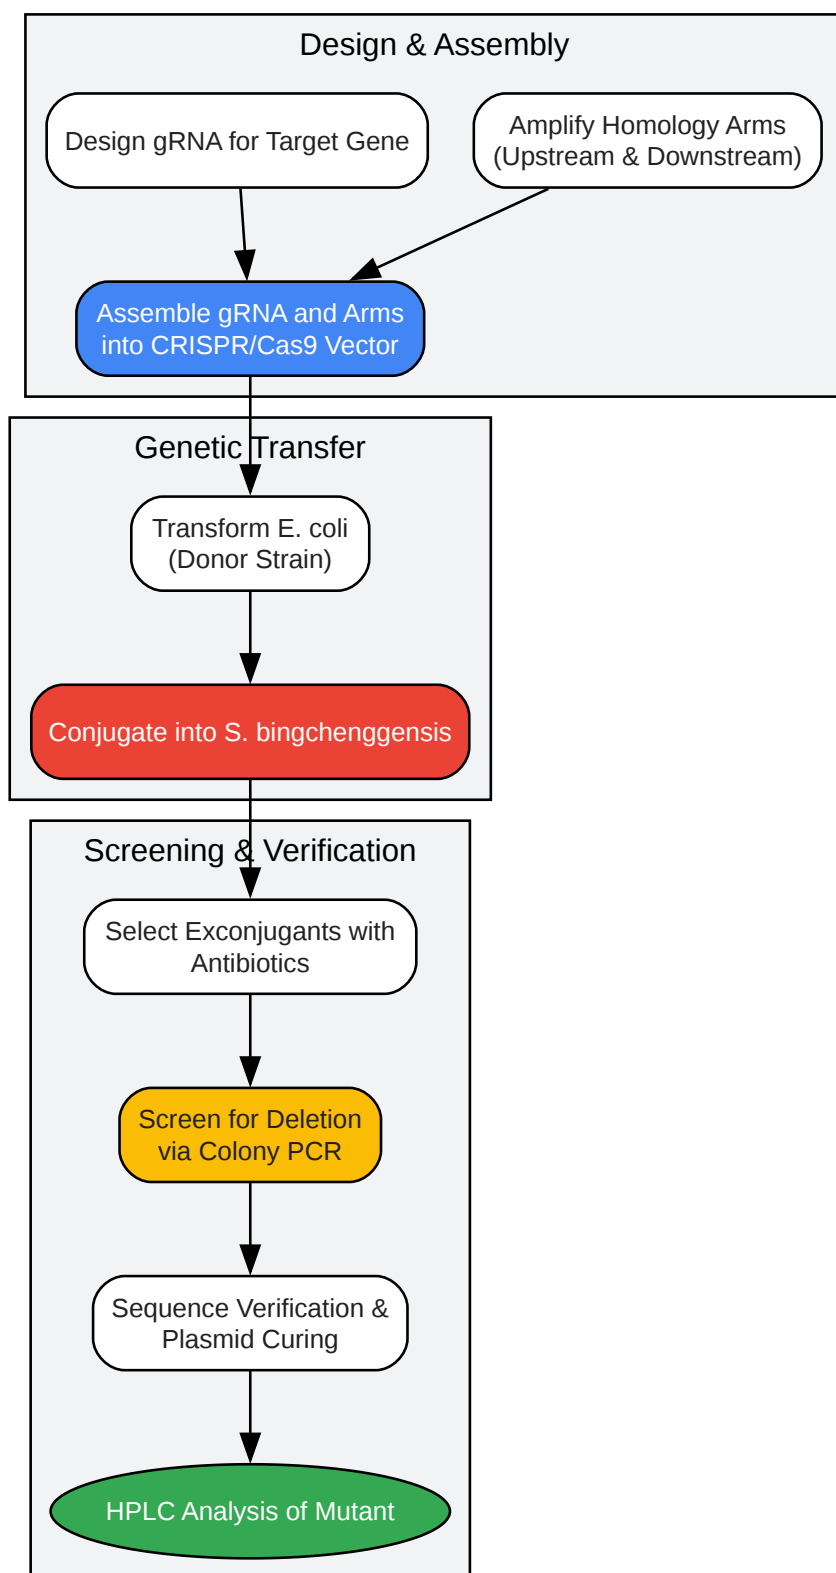 Design & Assembly
Design gRNA for Target Gene
Amplify Homology Arms
(Upstream & Downstream)
Assemble gRNA and Arms
into CRISPR/Cas9 Vector
Genetic Transfer
Transform E. coli
(Donor Strain)
Conjugate into S. bingchenggensis
Screening & Verification
Select Exconjugants with
Antibiotics
Screen for Deletion
via Colony PCR
Sequence Verification &
Plasmid Curing
HPLC Analysis of Mutant